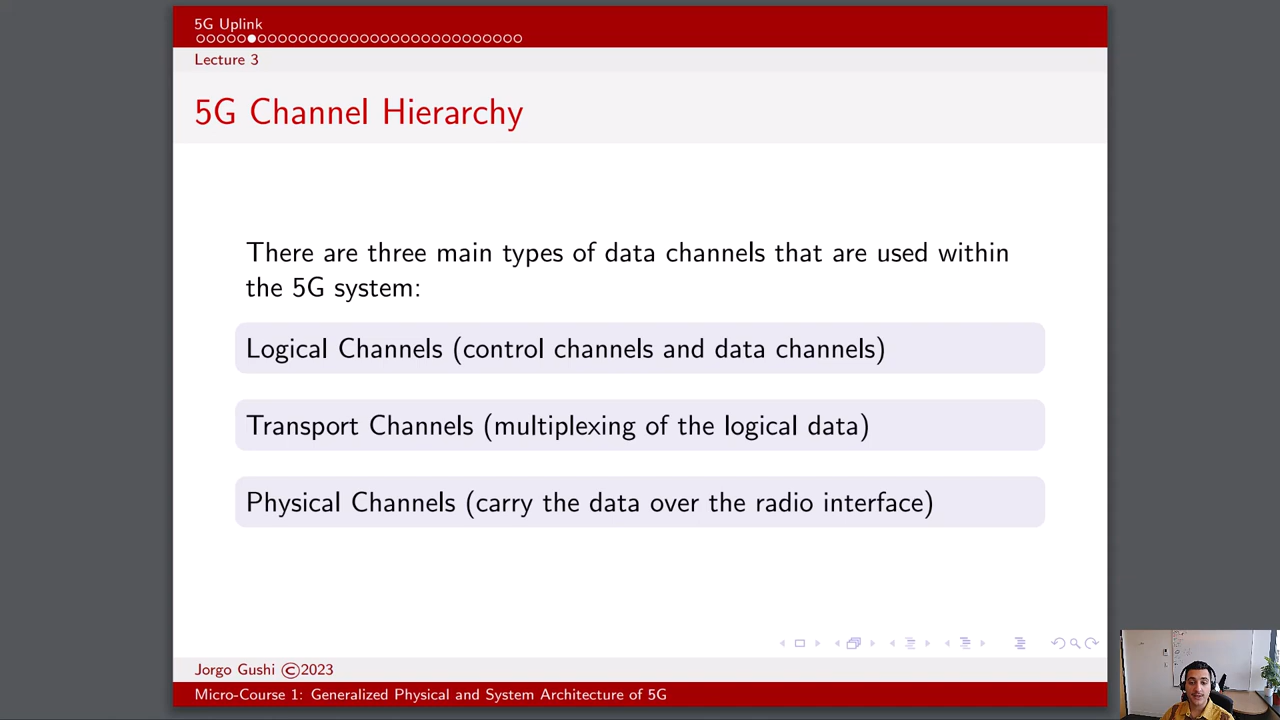 5G Uplink
Lecture 3
5G Channel Hierarchy
There are three main types of data channels that are used within
the 5G system:
Logical Channels (control channels and data channels)
Transport Channels (multiplexing of the logical data)
Physical Channels (carry the data over the radio interface)
Jorgo Gushi ©2023
Micro-Course 1: Generalized Physical and System Architecture of 5G